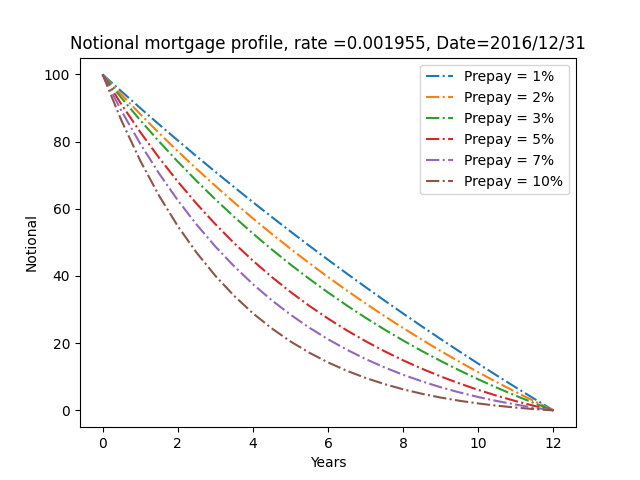 Notional mortgage profile, rate =0.001955, Date=2016/12/31
Prepay = 1%
Prepay = 2%
Prepay = 3%
Prepay = 5%
Prepay = 7%
Prepay = 10%
Notional
100
80
60
40
20
0
0 2 4 6 8 10 12
Years